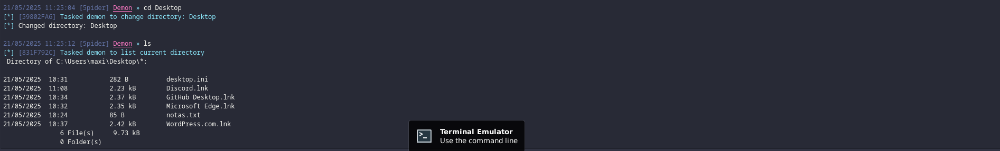 21/05/2025 11:25:04 [5pider] Demon » cd Desktop
[*] [59802FA6] Tasked demon to change directory: Desktop
[*] Changed directory: Desktop
21/05/2025 11:25:12 [5pider] Demon » ls
[*] [831F792C] Tasked demon to list current directory
Directory of C:\Users\maxi\Desktop\*:
21/05/2025 10:31 282 B desktop.ini
21/05/2025 11:08 2.23 kB Discord.lnk
21/05/2025 10:34 2.37 kB GitHub Desktop.lnk
21/05/2025 10:32 2.35 kB Microsoft Edge.lnk
21/05/2025 10:24 85 B notas.txt
21/05/2025 10:37 2.42 kB WordPress.com.lnk
6 File(s) 9.73 kB
0 Folder(s)
Terminal Emulator
Use the command line